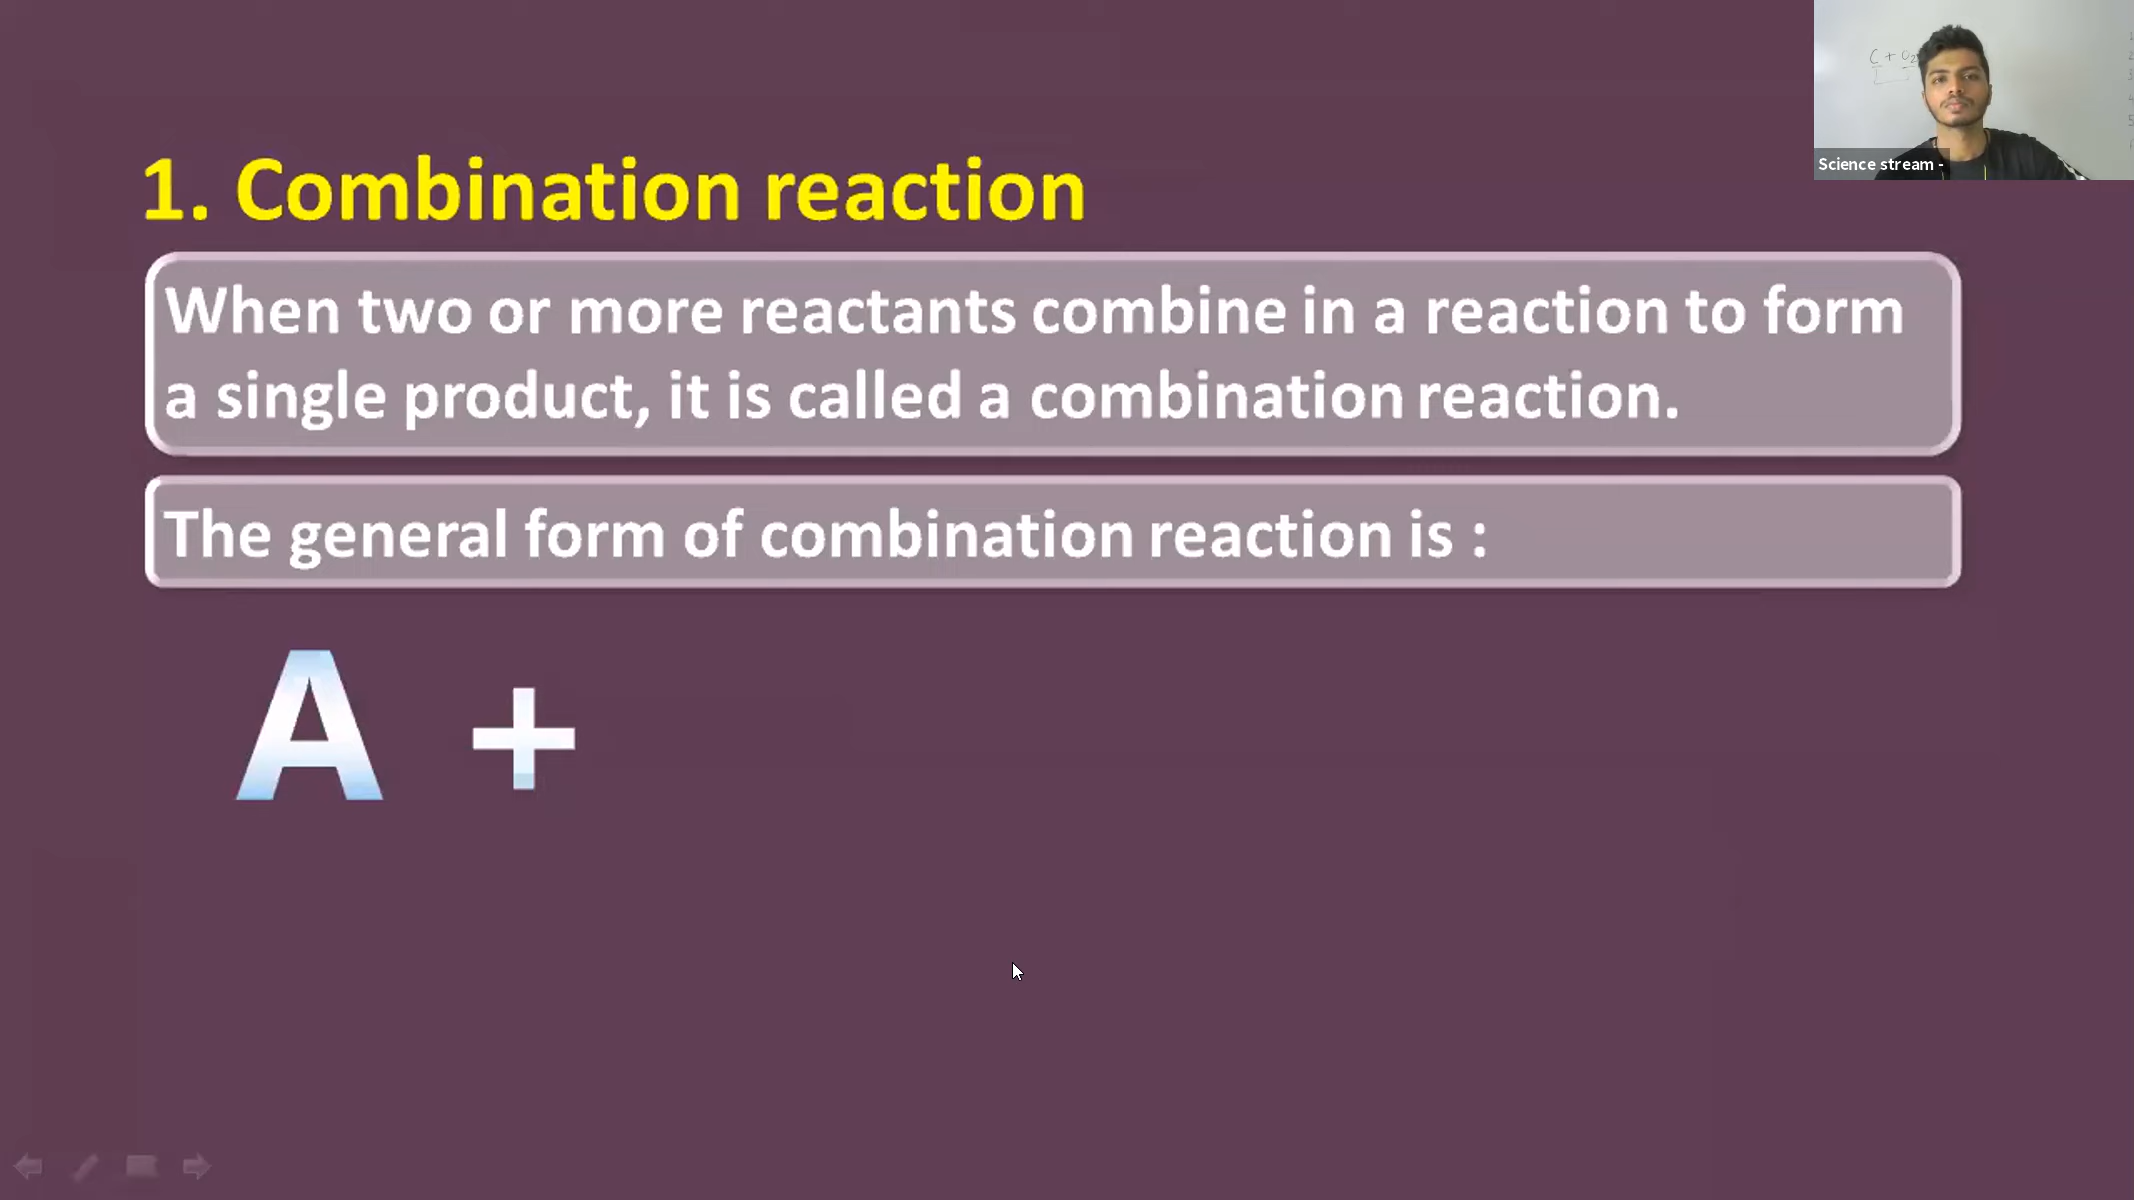 1. Combination reaction
When two or more reactants combine in a reaction to form
a single product, it is called a combination reaction.
The general form of combination reaction is :
A +
C + O2
Science stream -